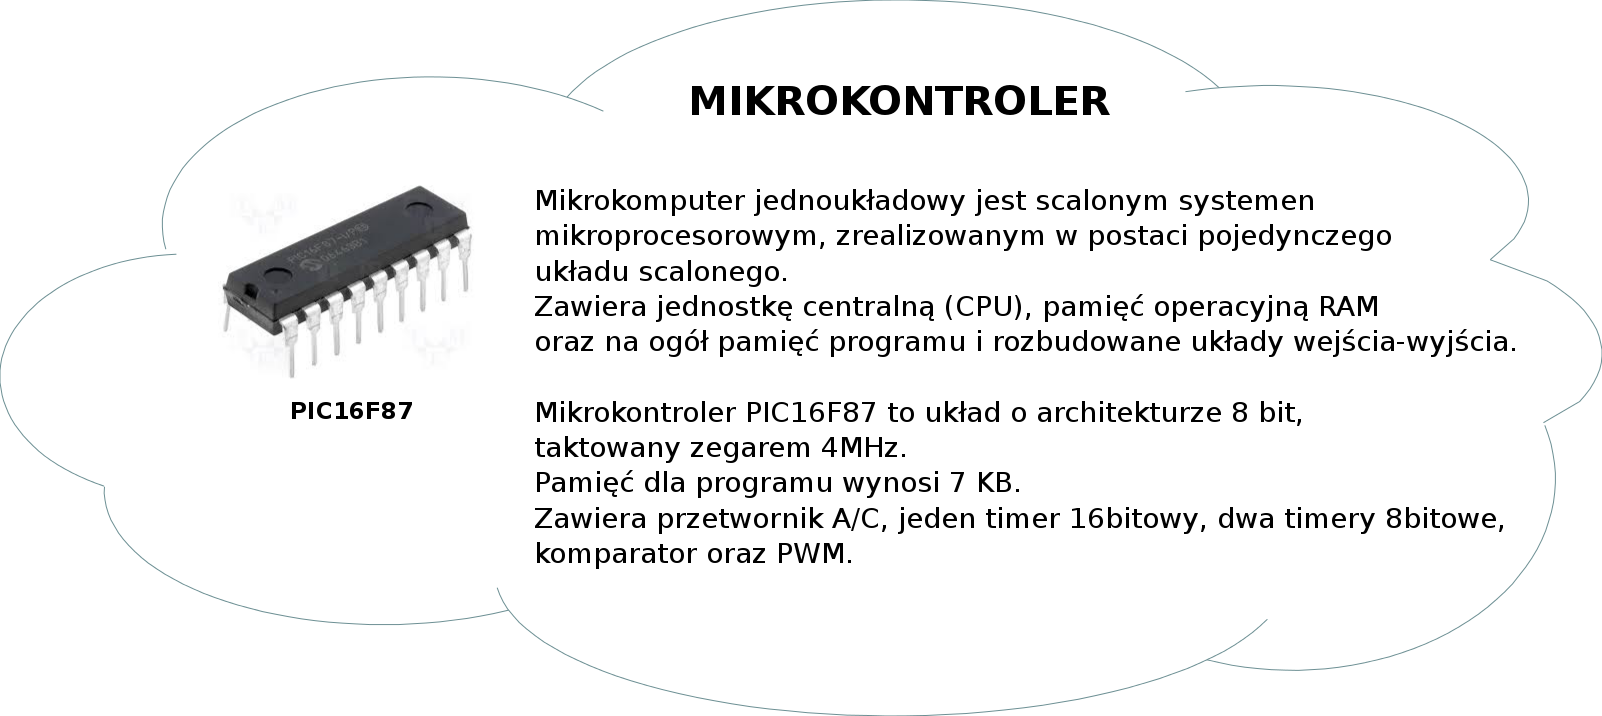 MIKROKONTROLER
Mikrokomputer jednoukładowy jest scalonym systemen
mikroprocesorowym, zrealizowanym w postaci pojedynczego
układu scalonego.
Zawiera jednostkę centralną (CPU), pamięć operacyjną RAM
oraz na ogół pamięć programu i rozbudowane układy wejścia-wyjścia.
PIC16F87
Mikrokontroler PIC16F87 to układ o architekturze 8 bit,
taktowany zegarem 4MHz.
Pamięć dla programu wynosi 7 KB.
Zawiera przetwornik A/C, jeden timer 16bitowy, dwa timery 8bitowe,
komparator oraz PWM.